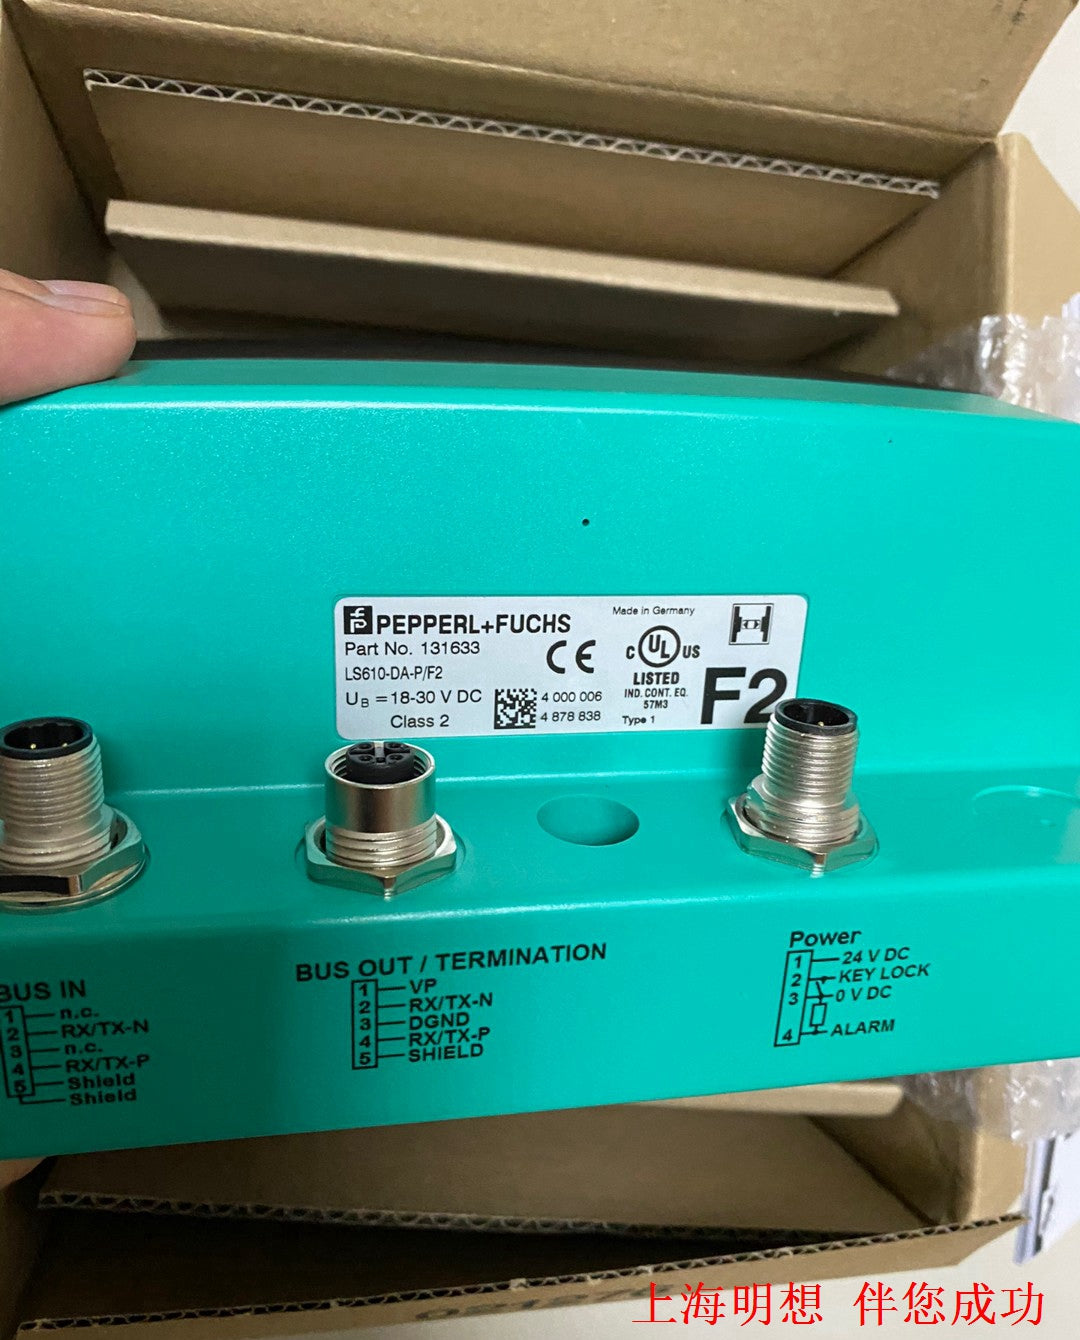 PEPPERL+FUCHS
Part No. 131633
LS610-DA-P/F2
UB = 18-30 V DC
Class 2
4 000 006
4 878 838
Made in Germany
CE
C UL US
LISTED
IND. CONT. EQ.
57M3
Type 1
F2
BUS IN
1 n.c.
2 RX/TX-N
3 n.c.
4 RX/TX-P
5 Shield
Shield
BUS OUT / TERMINATION
1 VP
2 RX/TX-N
3 DGND
4 RX/TX-P
5 SHIELD
Power
1 24 V DC
2 KEY LOCK
3 0 V DC
4 ALARM
上海明想 伴您成功